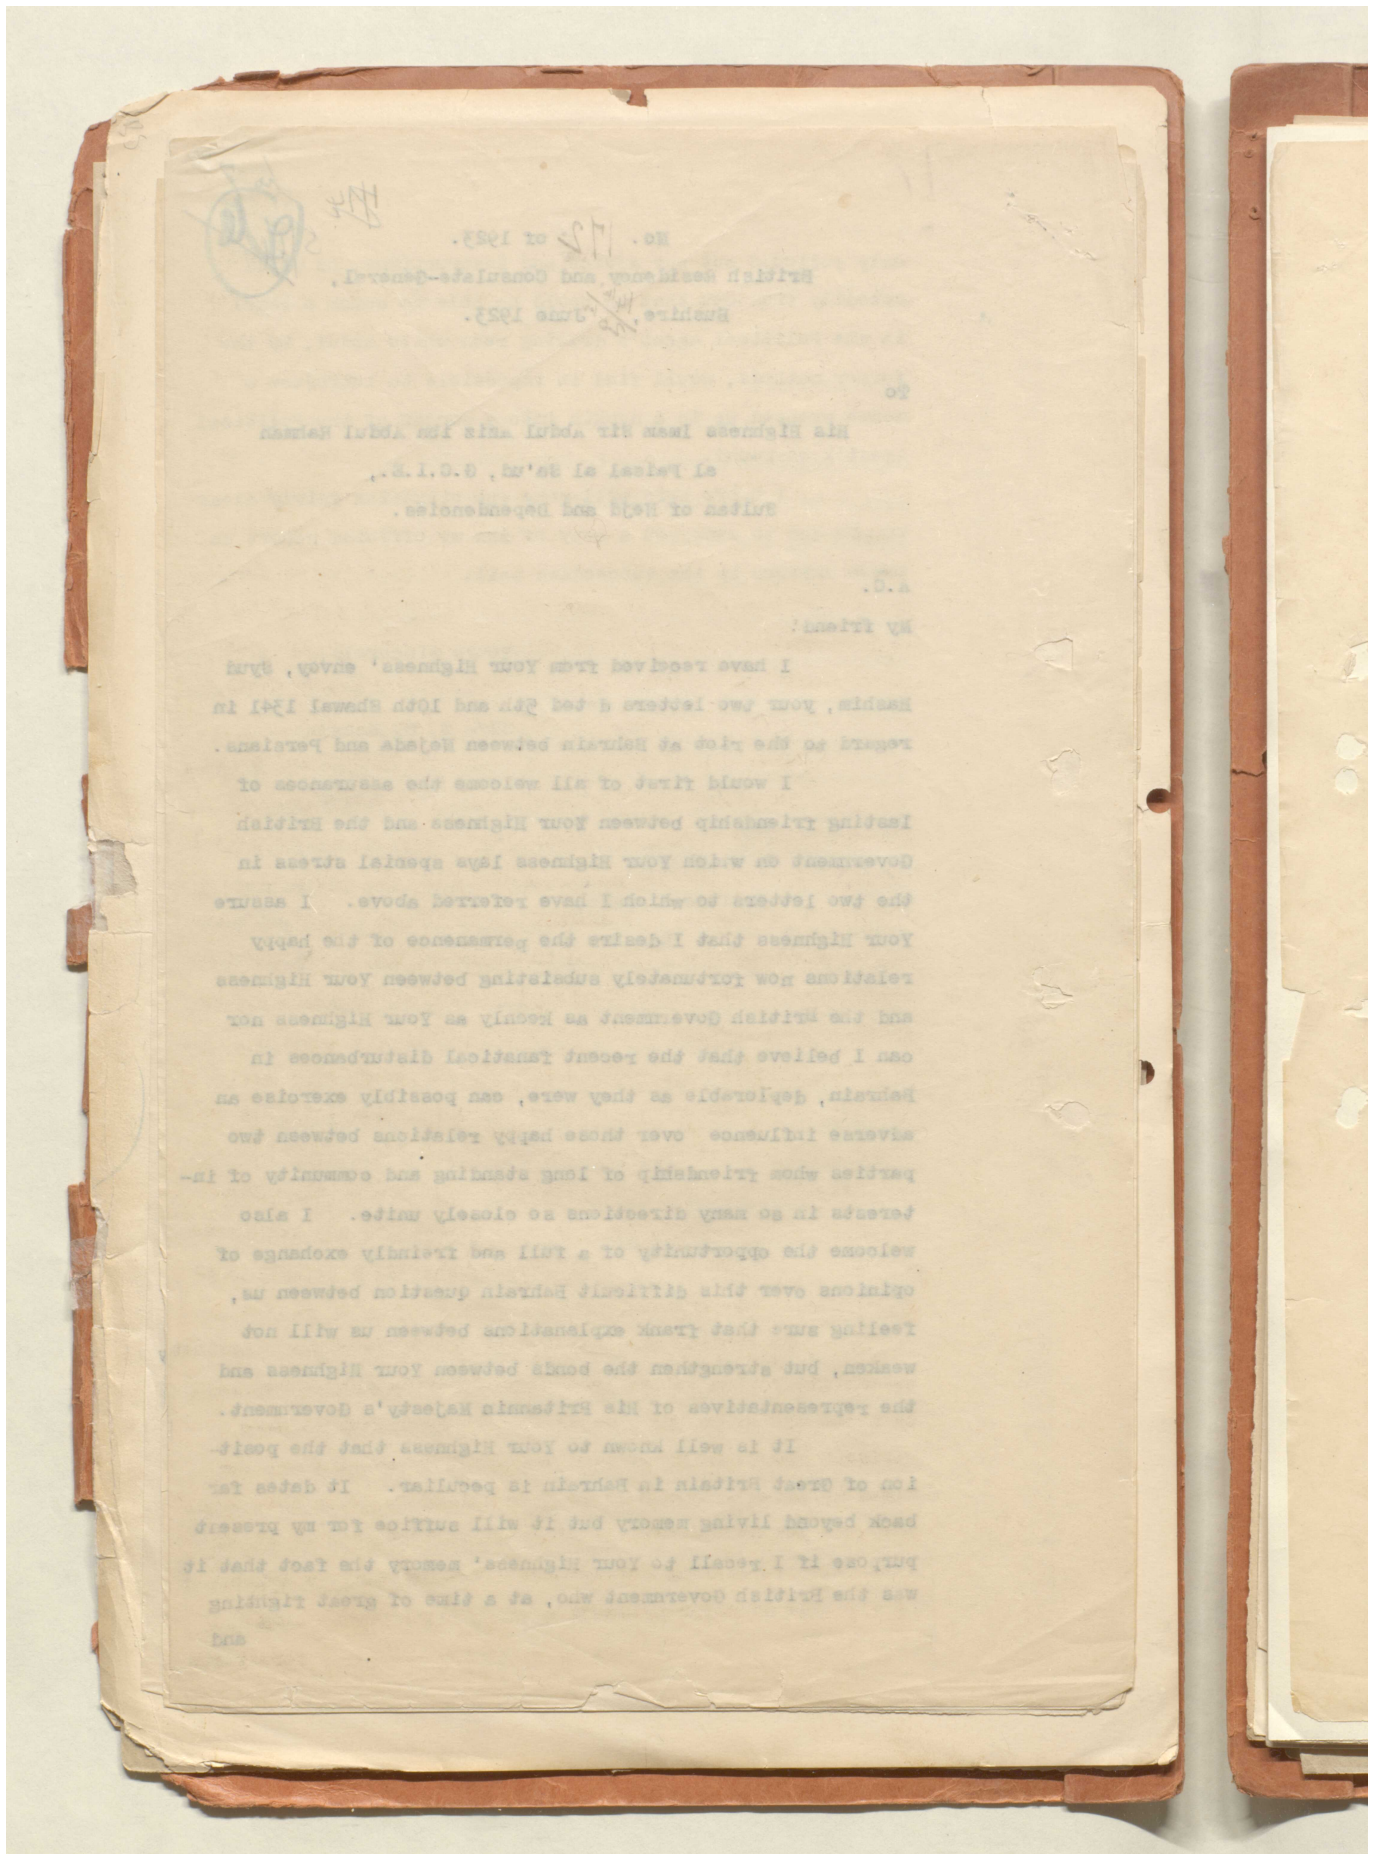 No. 172 of 1923.
British Residency and Consulate-General,
Bushire, June 1923.
To
His Highness Imam Sir Abdul Aziz ibn Abdul Rahman
al Faisal al Sa'ud, G.C.I.E.,
Sultan of Nejd and Dependencies.
A.C.
My friend!
I have received from Your Highness' envoy, Syud
Hashim, your two letters dated 5th and 10th Shawal 1341 in
regard to the riot at Bahrain between Nejads and Persians.
I would first of all welcome the assurances of
lasting friendship between Your Highness and the British
Government on which Your Highness lays special stress in
the two letters to which I have referred above. I assure
Your Highness that I desire the permanence of the happy
relations now fortunately subsisting between Your Highness
and the British Government as keenly as Your Highness nor
can I believe that the recent fanatical disturbances in
Bahrain, deplorable as they were, can possibly exercise an
adverse influence over those happy relations between two
parties whom friendship of long standing and community of in-
terests in so many directions so closely unite. I also
welcome the opportunity of a full and freindly exchange of
opinions over this difficult Bahrain question between us,
feeling sure that frank explanations between us will not
weaken, but strengthen the bonds between Your Highness and
the representatives of His Britannic Majesty's Government.
It is well known to Your Highness that the posit-
ion of Great Britain in Bahrain is peculiar. It dates far
back beyond living memory but it will suffice for my present
purpose if I recall to Your Highness' memory the fact that it
was the British Government who, at a time of great fighting
and